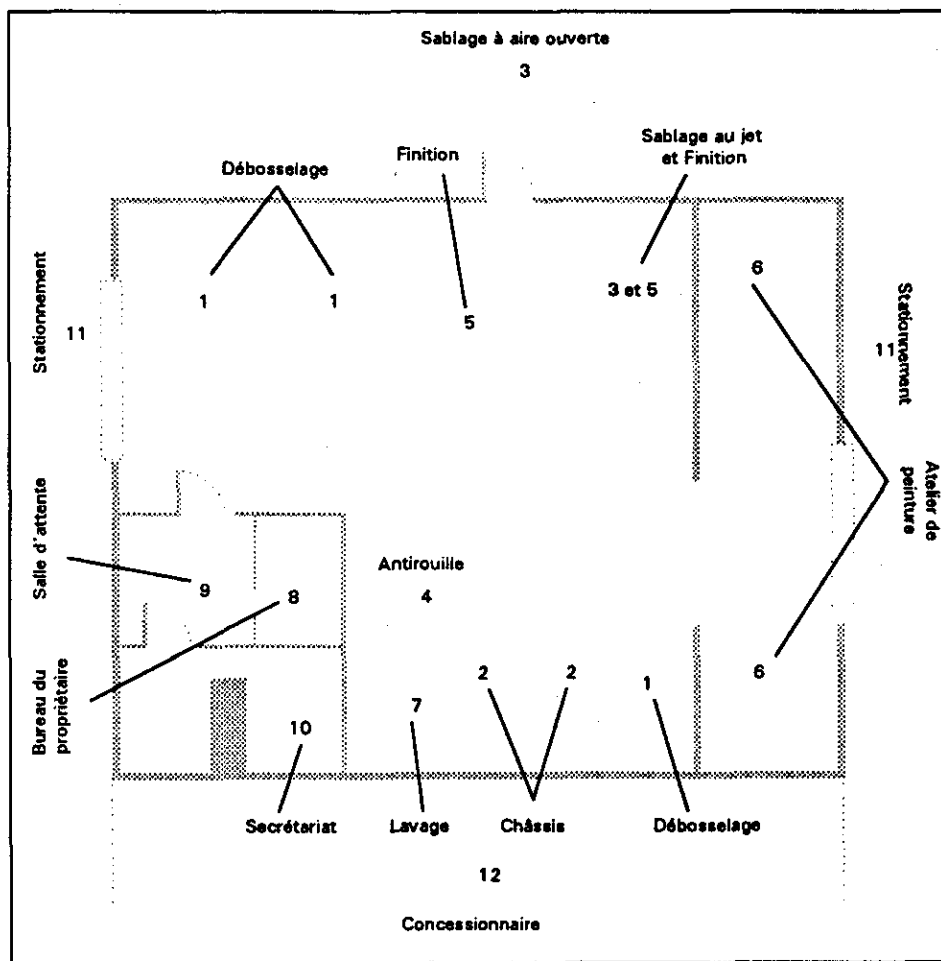 Sablage à aire ouverte
3
Sablage au jet
et Finition
Finition
Débosselage
Stationnement
11
1
1
5
3 et 5
6
11
Stationnement
Salle d'attente
9
8
Antirouille
4
Atelier de
peinture
Bureau du
propriétaire
10
7
2
2
1
6
Secrétariat
Lavage
Châssis
Débosselage
12
Concessionnaire